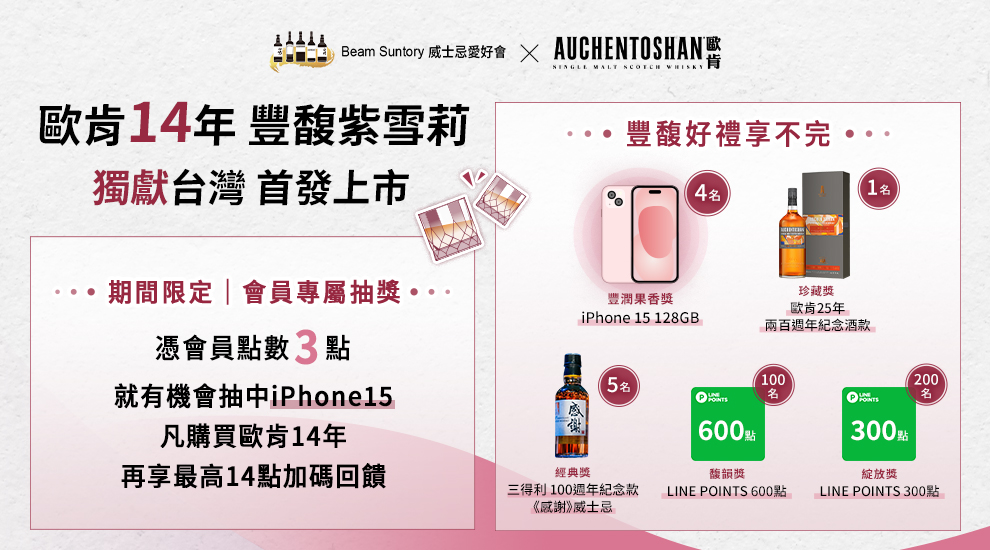 Beam Suntory 威士忌愛好會
AUCHENTOSHAN 歐肯
SINGLE MALT SCOTCH WHISKY
歐肯14年 豐馥紫雪莉
獨獻台灣 首發上市
期間限定｜會員專屬抽獎
憑會員點數3點
就有機會抽中iPhone15
凡購買歐肯14年
再享最高14點加碼回饋
豐馥好禮享不完
4名
豐潤果香獎
iPhone 15 128GB
1名
AUCHENTOSHAN
珍藏獎
歐肯25年
兩百週年紀念酒款
5名
感謝
經典獎
三得利 100週年紀念款
《感謝》威士忌
100名
LINE POINTS
600點
馥韻獎
LINE POINTS 600點
200名
LINE POINTS
300點
綻放獎
LINE POINTS 300點